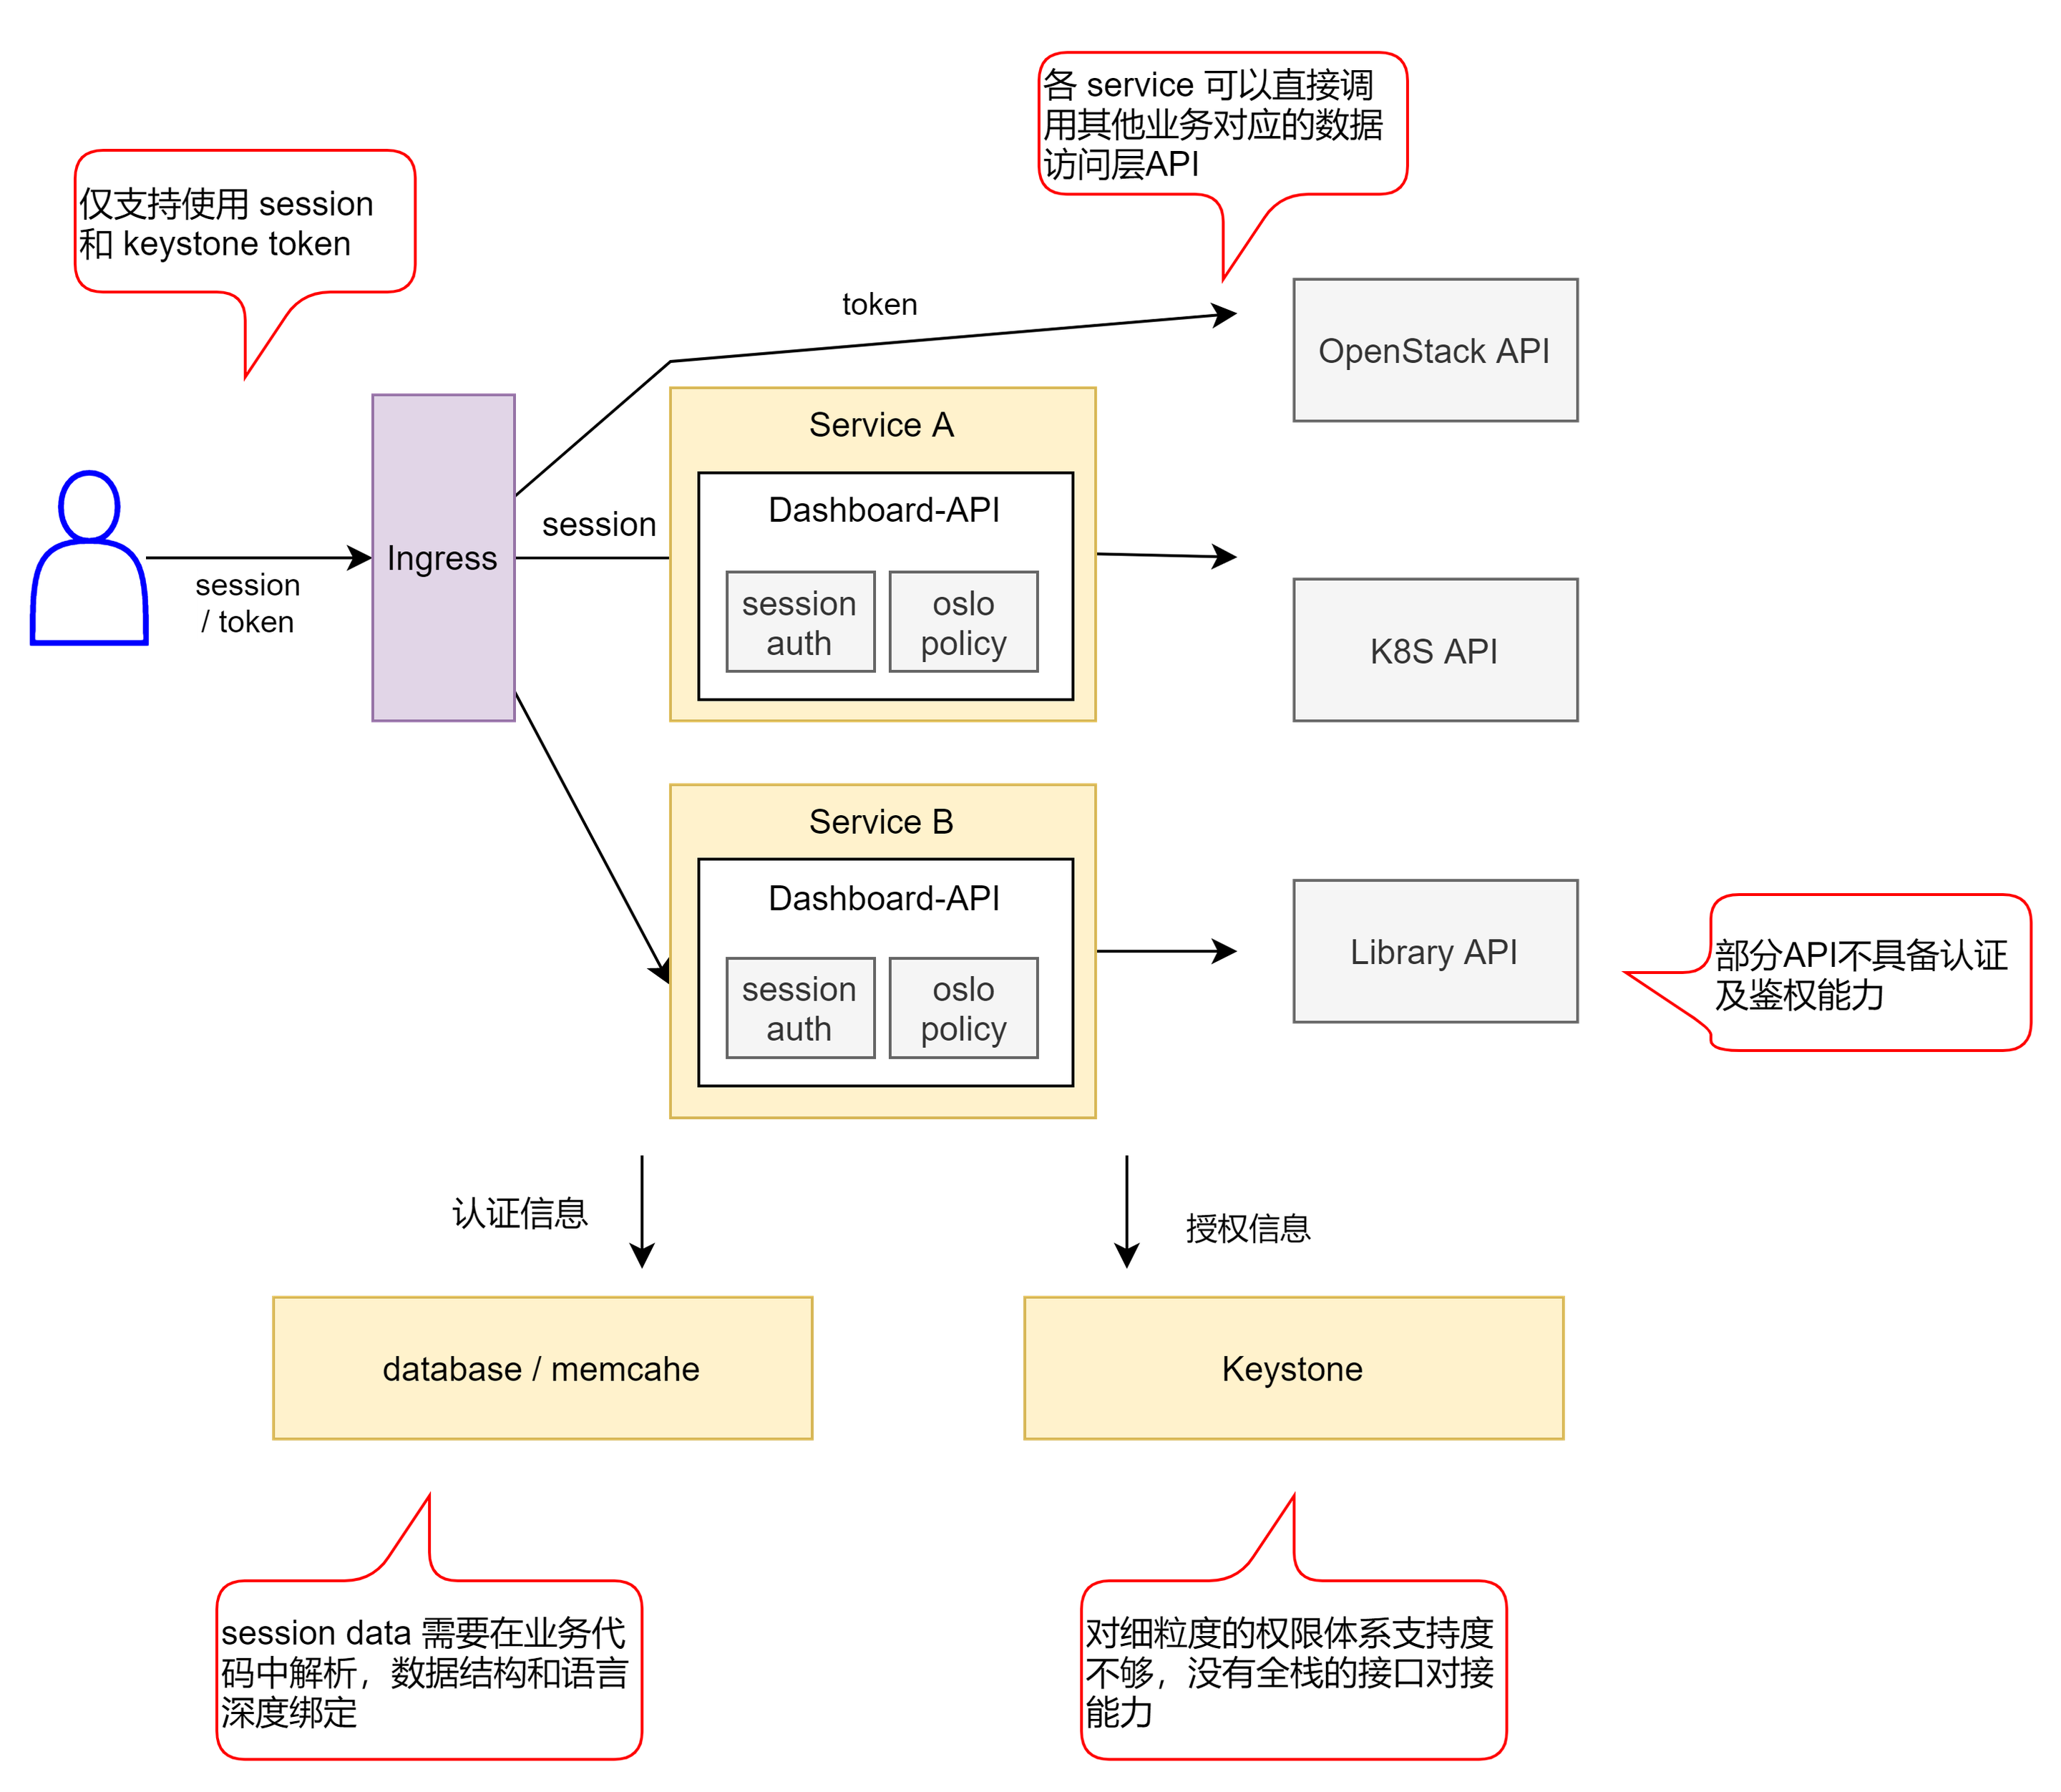 各 service 可以直接调
用其他业务对应的数据
访问层API
仅支持使用 session
和 keystone token
token
OpenStack API
Service A
Dashboard-API
session
Ingress
session
/ token
session
auth
oslo
policy
K8S API
Service B
Dashboard-API
session
auth
oslo
policy
Library API
部分API不具备认证
及鉴权能力
认证信息
授权信息
database / memcahe
Keystone
session data 需要在业务代
码中解析，数据结构和语言
深度绑定
对细粒度的权限体系支持度
不够，没有全栈的接口对接
能力